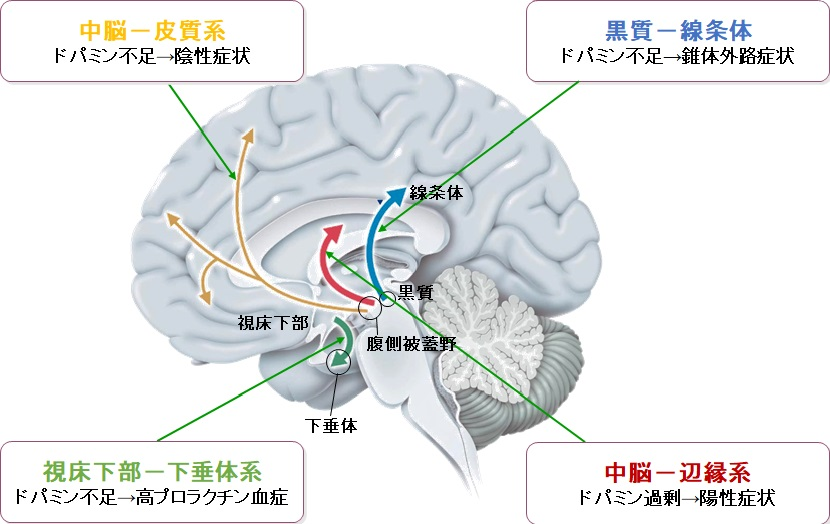 中脳－皮質系
ドパミン不足→陰性症状
黒質－線条体
ドパミン不足→錐体外路症状
線条体
黒質
視床下部
腹側被蓋野
下垂体
視床下部－下垂体系
ドパミン不足→高プロラクチン血症
中脳－辺縁系
ドパミン過剰→陽性症状